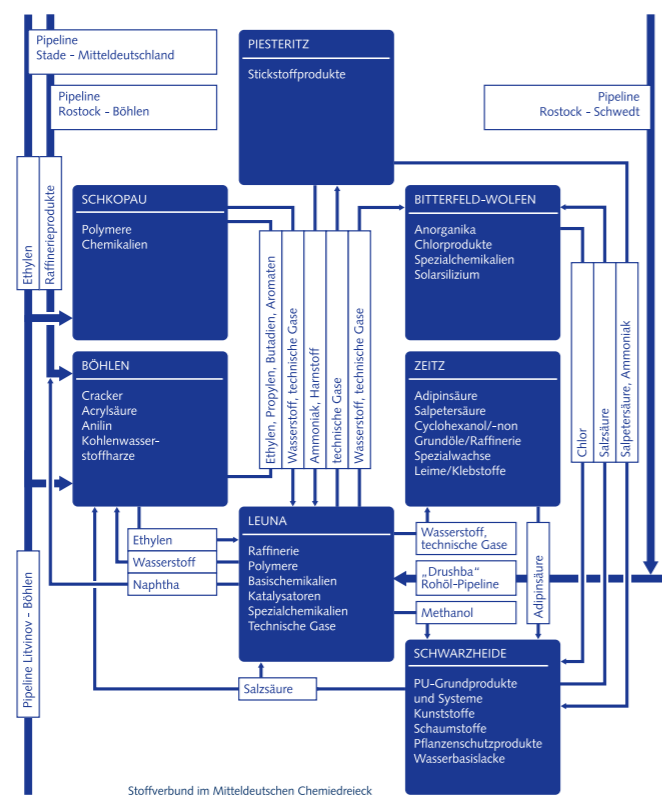 Pipeline
Stade - Mitteldeutschland
Pipeline
Rostock - Böhlen
Pipeline
Rostock - Schwedt
PIESTERITZ
Stickstoffprodukte
Ethylen
Raffinerieprodukte
SCHKOPAU
Polymere
Chemikalien
BITTERFELD-WOLFEN
Anorganika
Chlorprodukte
Spezialchemikalien
Solarsilizium
Ethylen, Propylen, Butadien, Aromaten
Wasserstoff, technische Gase
Ammoniak, Harnstoff
technische Gase
Wasserstoff, technische Gase
Chlor
Salzsäure
Salpetersäure, Ammoniak
BÖHLEN
Cracker
Acrylsäure
Anilin
Kohlenwasser-
stoffharze
ZEITZ
Adipinsäure
Salpetersäure
Cyclohexanol/-non
Grundöle/Raffinerie
Spezialwachse
Leime/Klebstoffe
Pipeline Litvinov - Böhlen
Ethylen
Wasserstoff
Naphtha
LEUNA
Raffinerie
Polymere
Basischemikalien
Katalysatoren
Spezialchemikalien
Technische Gase
Wasserstoff,
technische Gase
„Drushba"
Rohöl-Pipeline
Methanol
Adipinsäure
Salzsäure
SCHWARZHEIDE
PU-Grundprodukte
und Systeme
Kunststoffe
Schaumstoffe
Pflanzenschutzprodukte
Wasserbasislacke
Stoffverbund im Mitteldeutschen Chemiedreieck